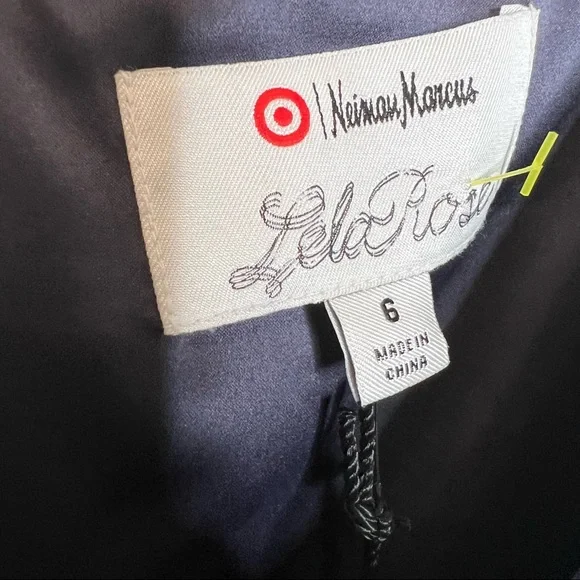 | Neiman Marcus
Lela Rose
6
MADE IN
CHINA